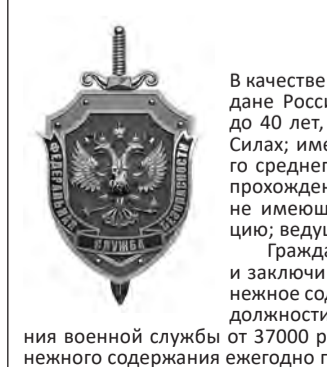 ФЕДЕРАЛЬНАЯ
СЛУЖБА
БЕЗОПАСНОСТИ
В качестве
дане Росси
до 40 лет,
Силах; име
го среднег
прохожден
не имеющ
цию; ведущ
Гражда
и заключи
нежное сод
должности
ния военной службы от 37000 р
нежного содержания ежегодно п